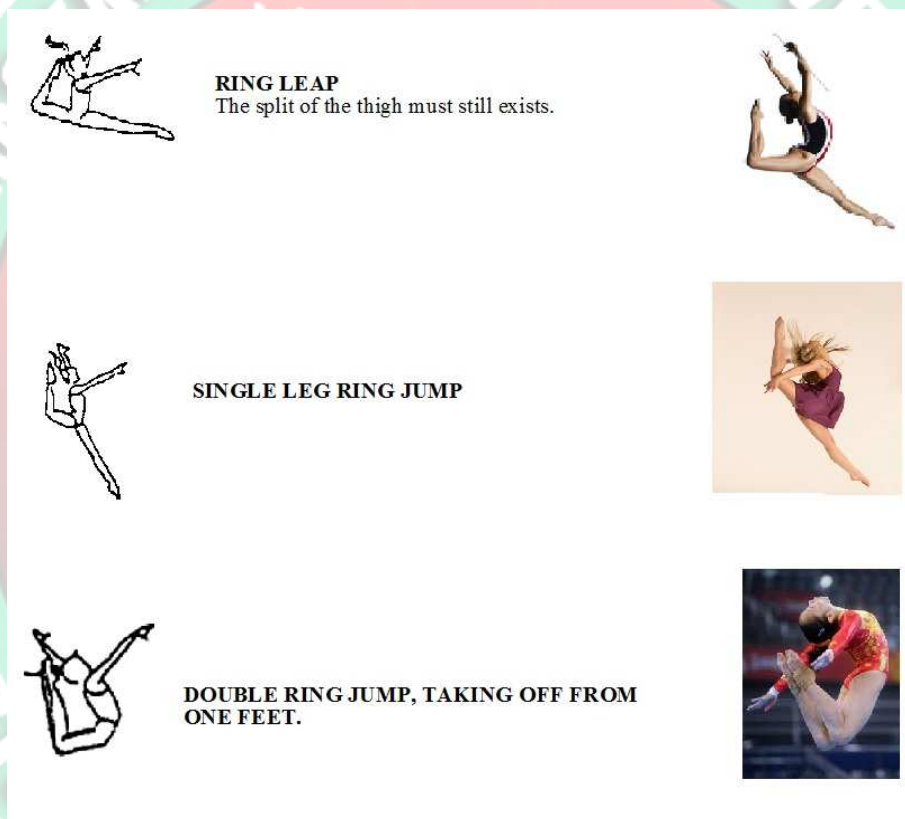 RING LEAP
The split of the thigh must still exists.
SINGLE LEG RING JUMP
DOUBLE RING JUMP, TAKING OFF FROM
ONE FEET.